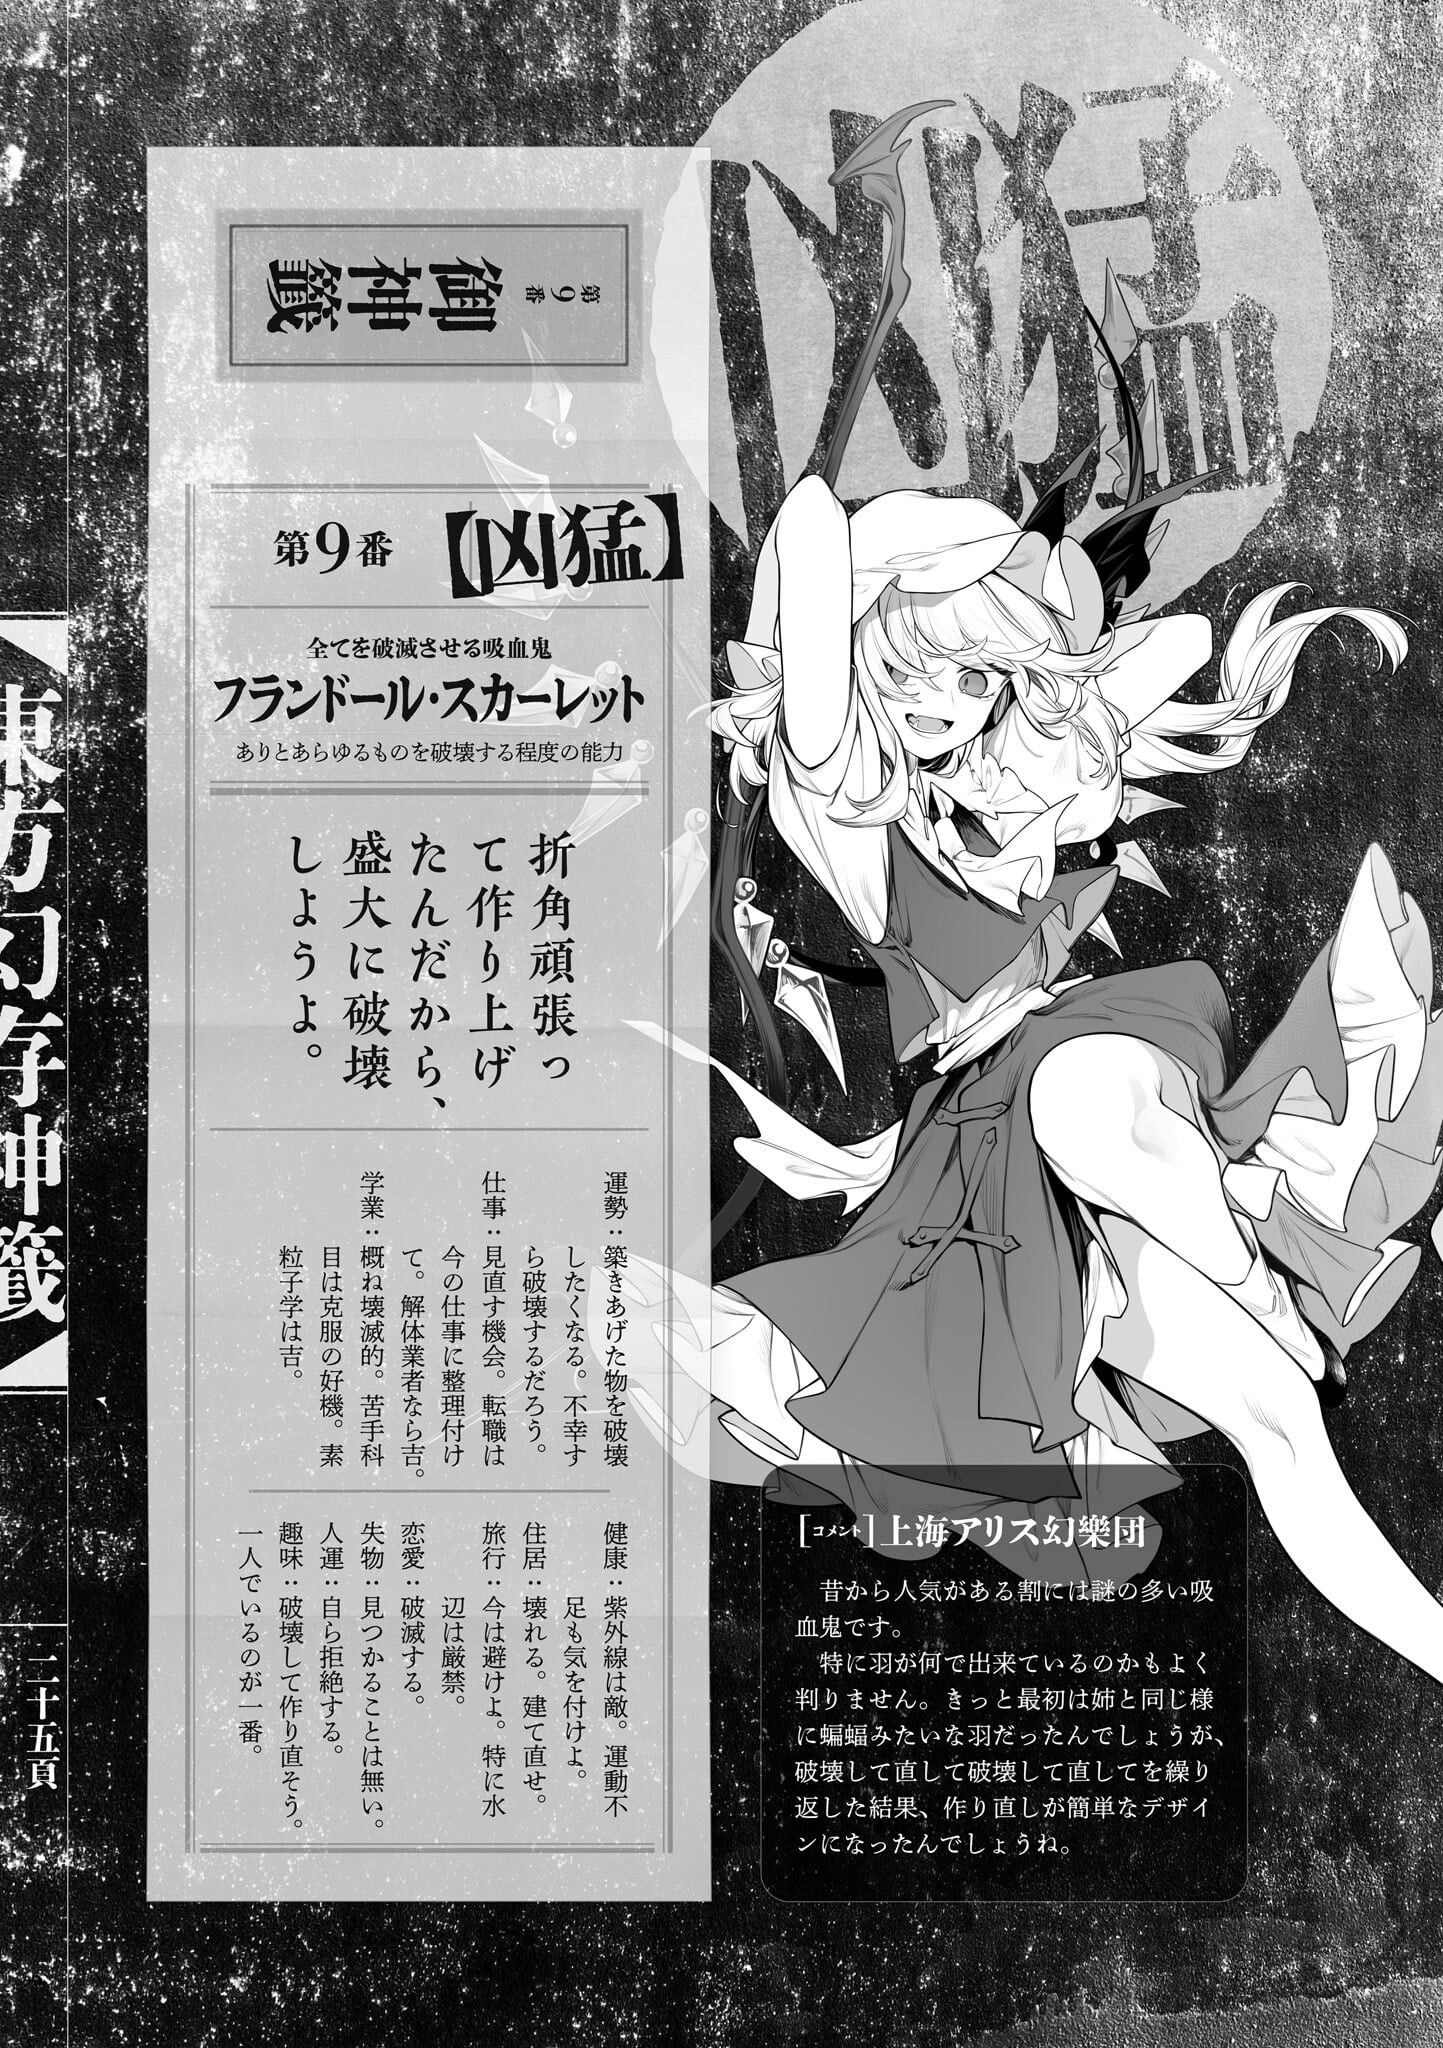 凶猛
御神籤
第9番
第9番
【凶猛】
全てを破滅させる吸血鬼
フランドール・スカーレット
ありとあらゆるものを破壊する程度の能力
折角頑張っ
て作り上げ
たんだから、
盛大に破壊
しようよ。
運勢：築きあげた物を破壊
したくなる。不幸す
ら破壊するだろう。
仕事：見直す機会。転職は
今の仕事に整理付け
て。解体業者なら吉。
学業：概ね壊滅的。苦手科
目は克服の好機。素
粒子学は吉。
健康：紫外線は敵。運動不
足も気を付けよ。
住居：壊れる。建て直せ。
旅行：今は避けよ。特に水
辺は厳禁。
恋愛：破滅する。
失物：見つかることは無い。
人運：自ら拒絶する。
趣味：破壊して作り直そう。
一人でいるのが一番。
［コメント］上海アリス幻樂団
昔から人気がある割には謎の多い吸
血鬼です。
特に羽が何で出来ているのかもよく
判りません。きっと最初は姉と同じ様
に蝙蝠みたいな羽だったんでしょうが、
破壊して直して破壊して直してを繰り
返した結果、作り直しが簡単なデザイ
ンになったんでしょうね。
【東方幻存神籤】
二十五頁